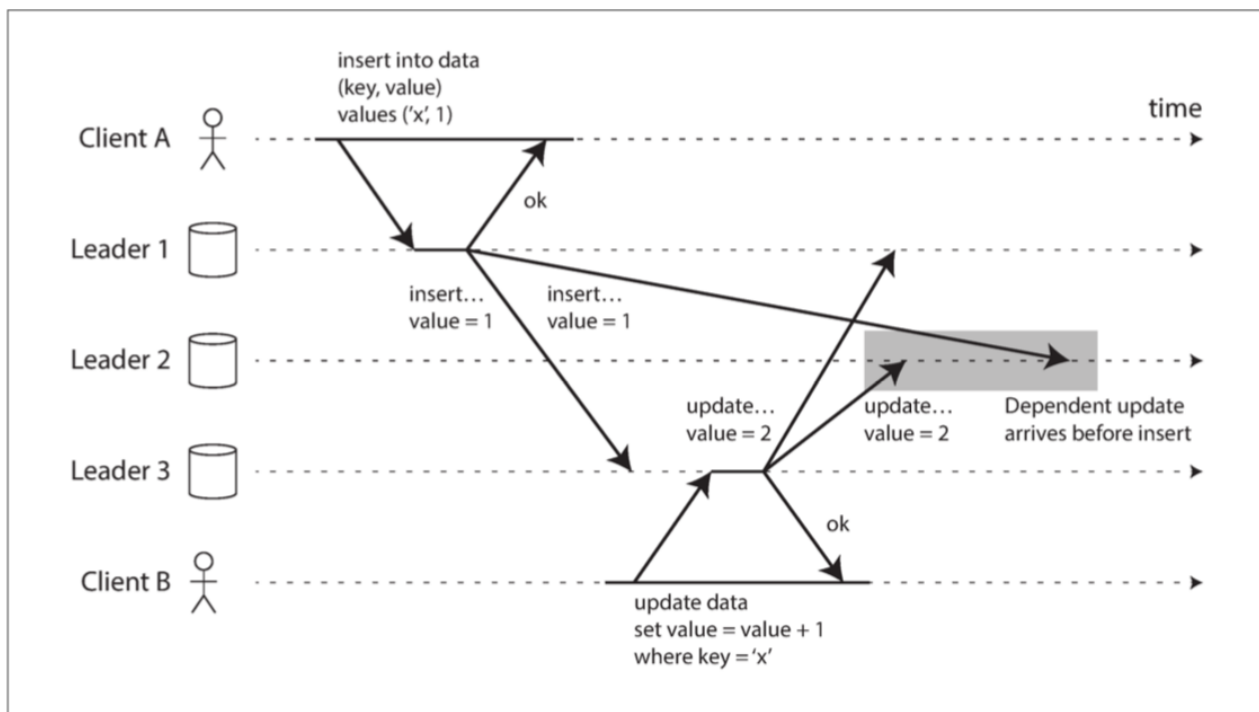 insert into data
(key, value)
values ('x', 1)
time
Client A
ok
Leader 1
insert…
value = 1
insert…
value = 1
Leader 2
update…
value = 2
update…
value = 2
Dependent update
arrives before insert
Leader 3
ok
Client B
update data
set value = value + 1
where key = 'x'